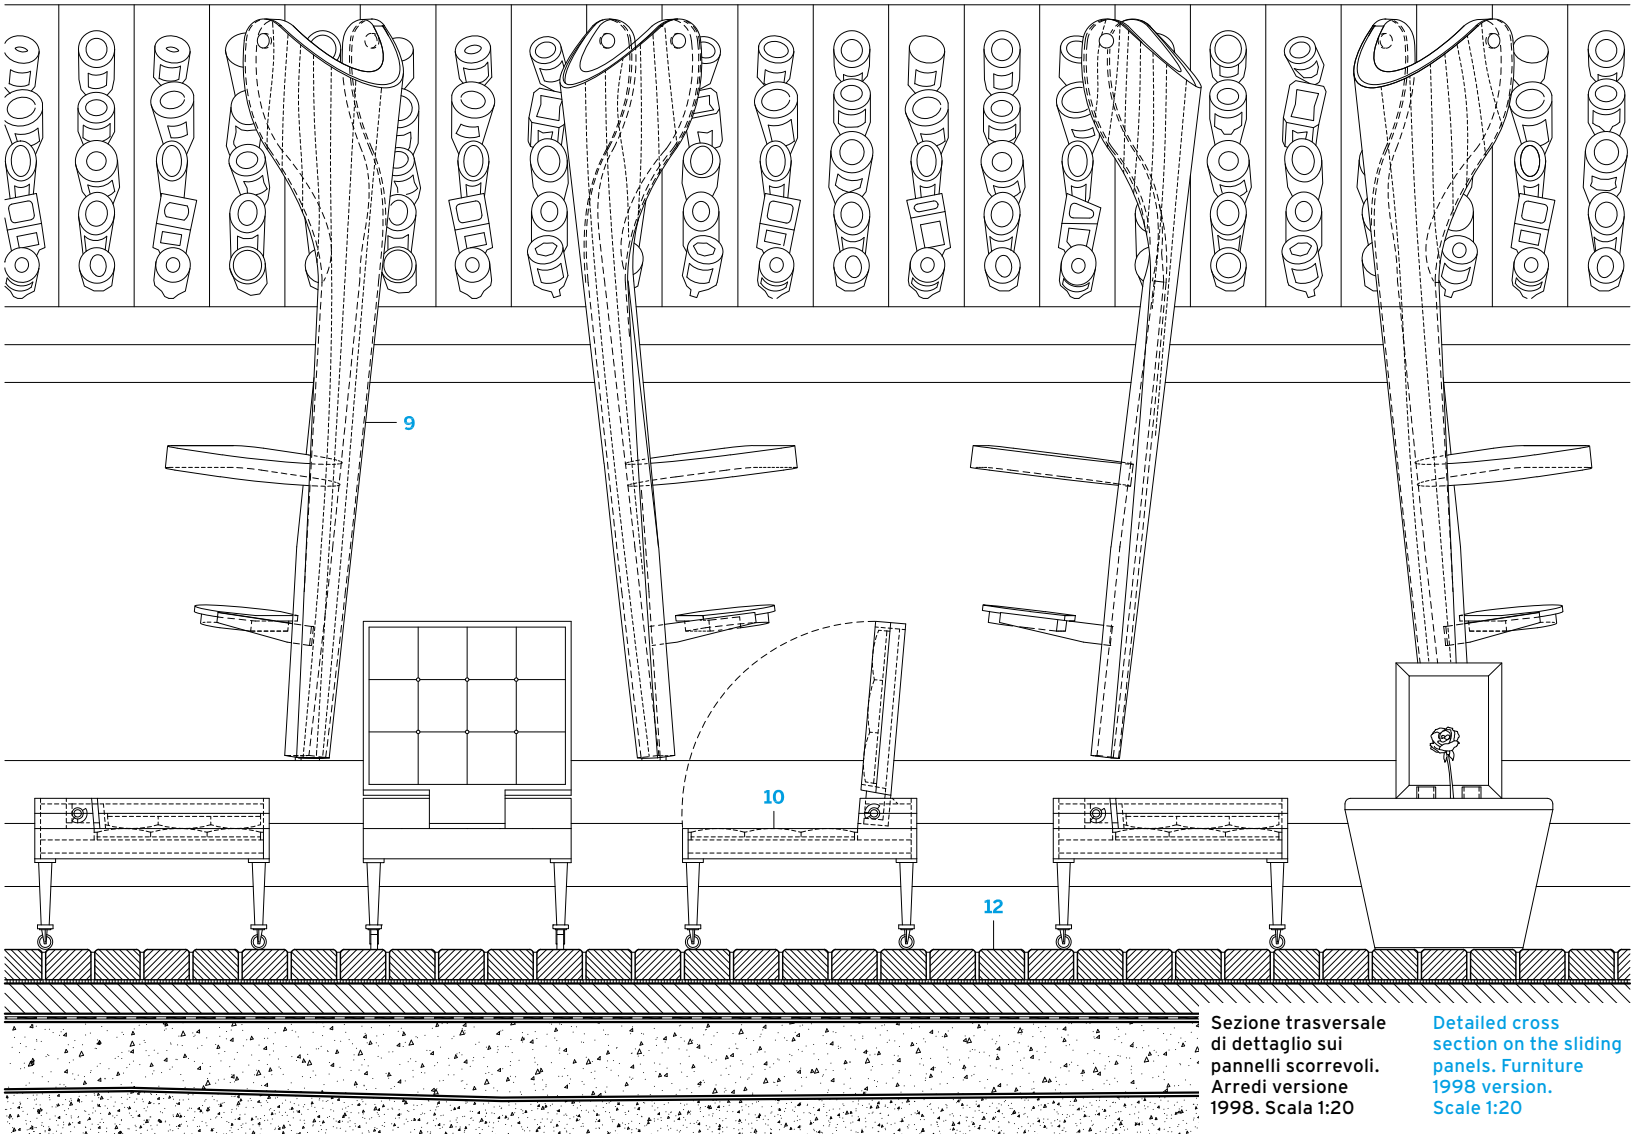 9
10
12
Sezione trasversale
di dettaglio sui
pannelli scorrevoli.
Arredi versione
1998. Scala 1:20
Detailed cross
section on the sliding
panels. Furniture
1998 version.
Scale 1:20